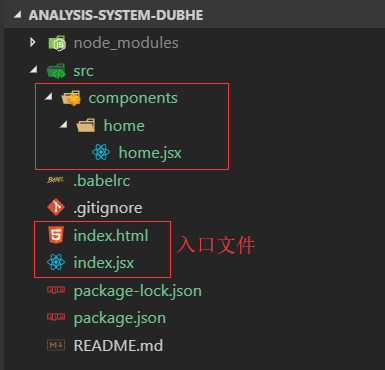 ANALYSIS-SYSTEM-DUBHE
node_modules
src
components
home
home.jsx
.babelrc
.gitignore
index.html
入口文件
index.jsx
package-lock.json
package.json
README.md